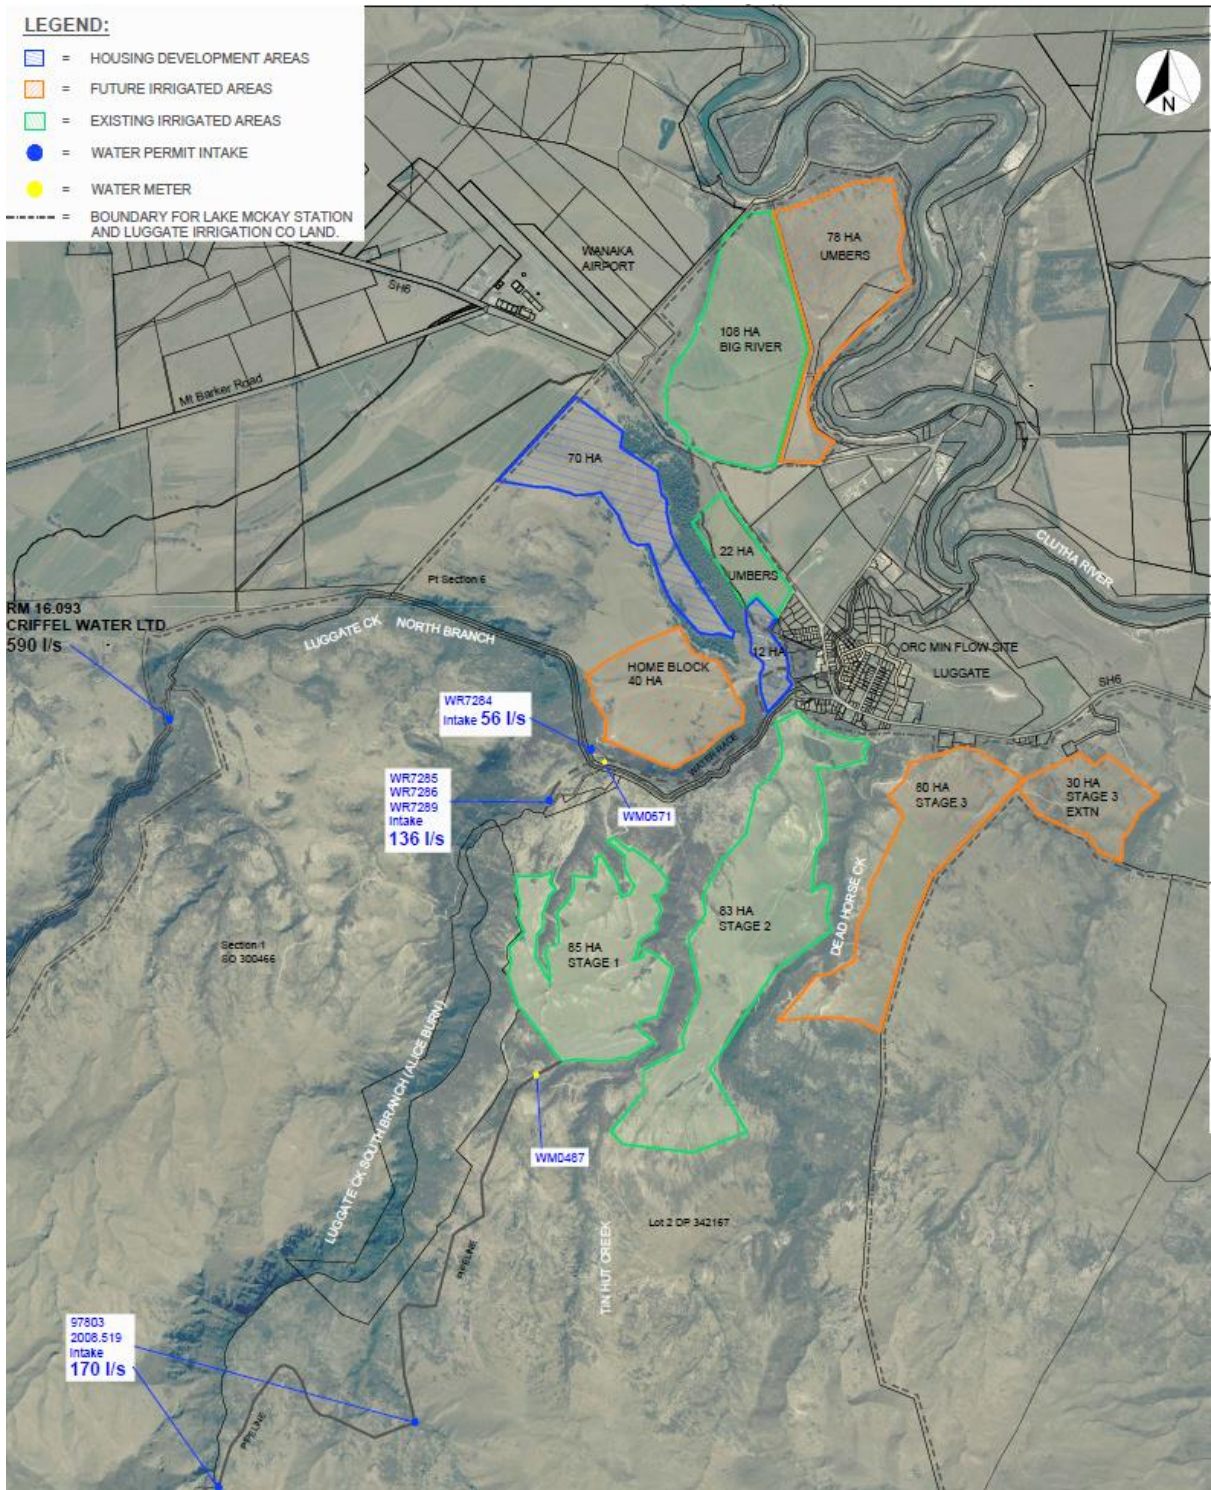 LEGEND:
= HOUSING DEVELOPMENT AREAS
= FUTURE IRRIGATED AREAS
= EXISTING IRRIGATED AREAS
= WATER PERMIT INTAKE
= WATER METER
= BOUNDARY FOR LAKE MCKAY STATION
AND LUGGATE IRRIGATION CO LAND.
N
WANAKA
AIRPORT
SH6
Mt Barker Road
78 HA
UMBERS
108 HA
BIG RIVER
70 HA
22 HA
UMBERS
CLUTHA RIVER
Pt Section 6
RM 16.093
CRIFFEL WATER LTD
590 l/s
LUGGATE CK NORTH BRANCH
HOME BLOCK
40 HA
12 HA
ORC MIN FLOW SITE
LUGGATE
SH6
WR7284
Intake 56 l/s
WATER RACE
WR7285
WR7286
WR7289
Intake
136 l/s
WM0571
80 HA
STAGE 3
30 HA
STAGE 3
EXTN
DEAD HORSE CK
83 HA
STAGE 2
85 HA
STAGE 1
Section 1
SO 300466
LUGGATE CK SOUTH BRANCH (ALICE BURN)
WM0487
Lot 2 DP 342167
TIN HUT CREEK
PIPELINE
97803
2008.519
Intake
170 l/s
PIPELINE